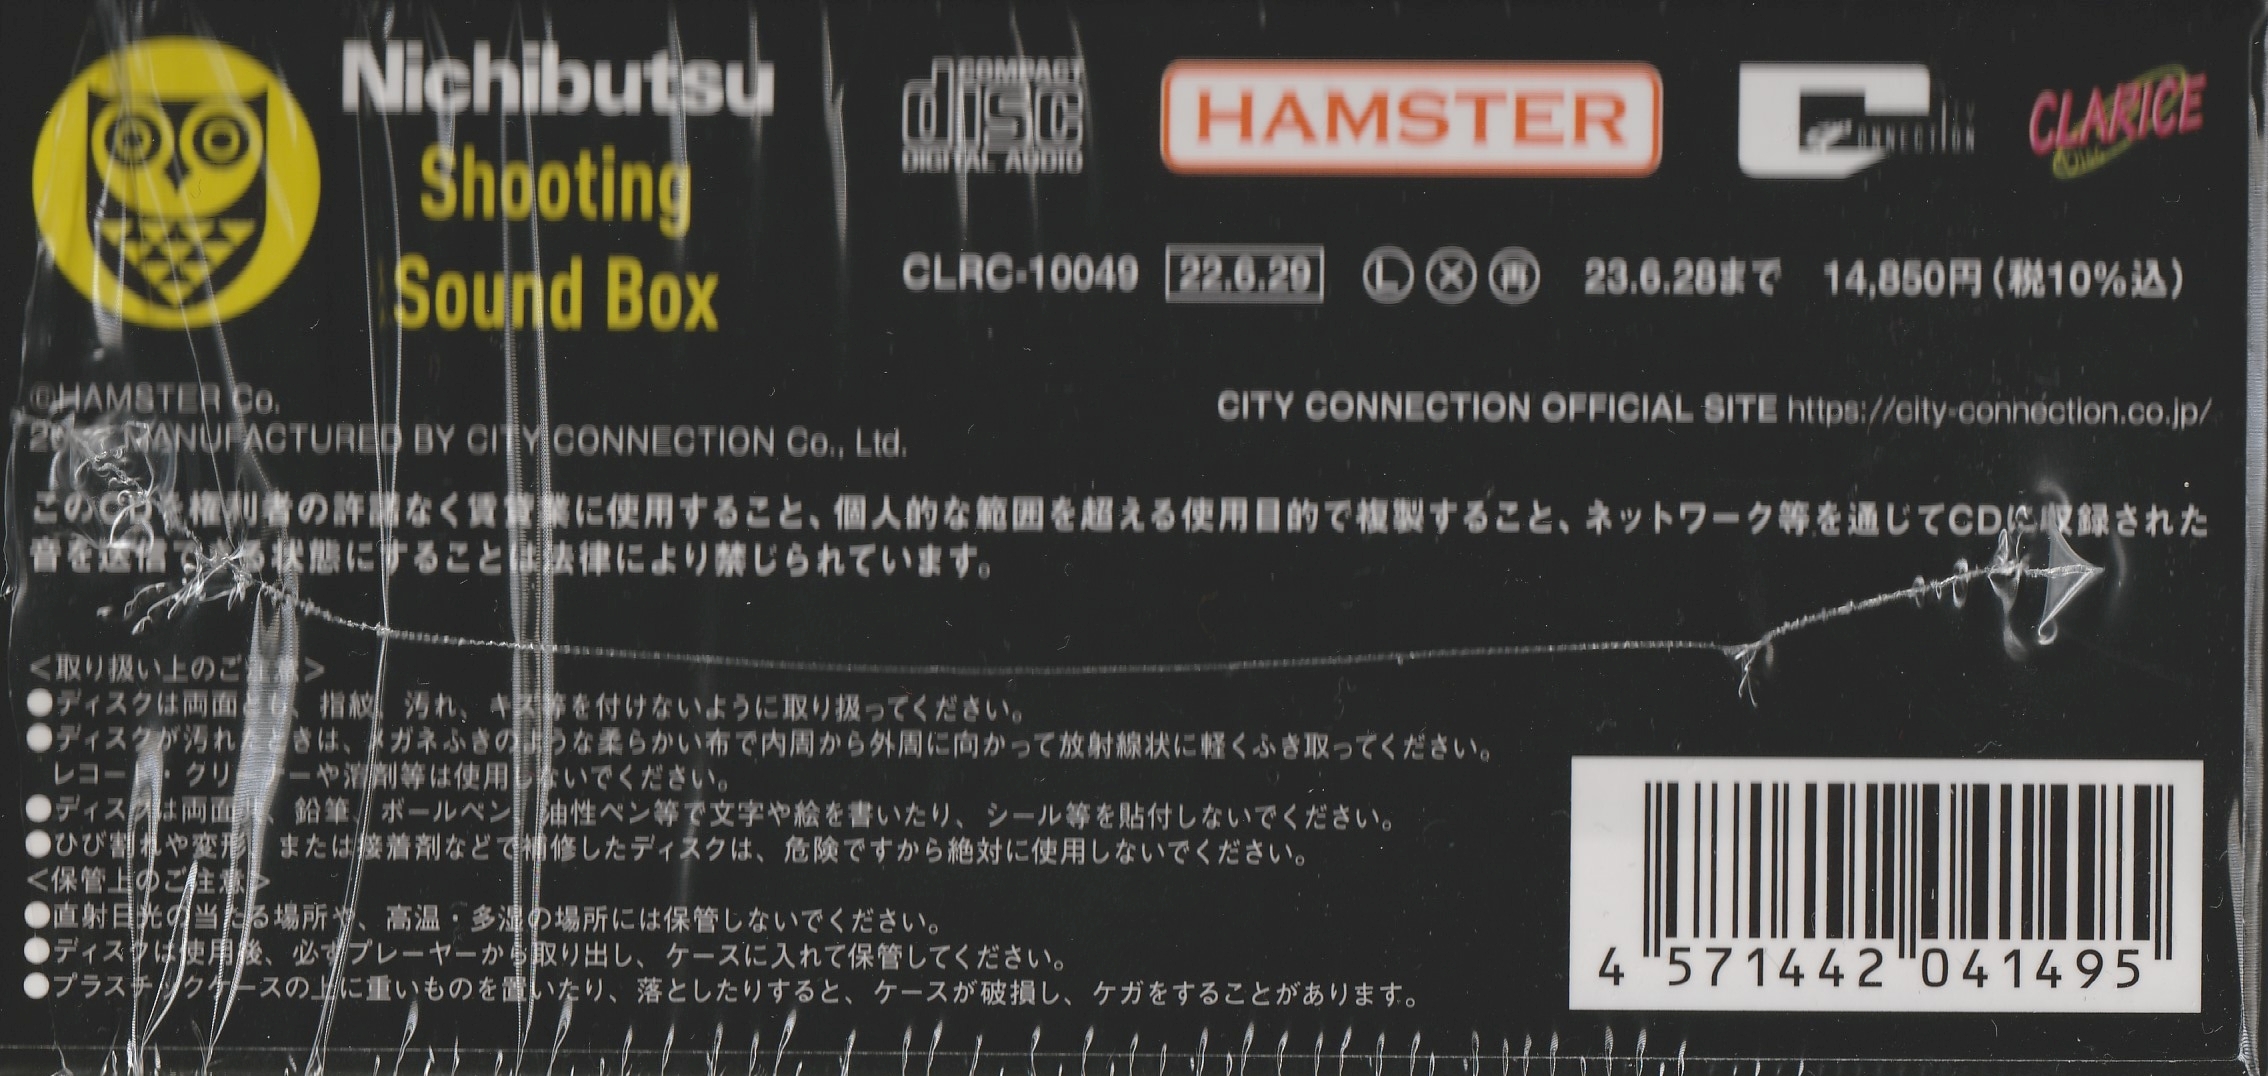 Nichibutsu
Shooting
Sound Box
COMPACT
disc
DIGITAL AUDIO
HAMSTER
CONNECTION
CLARICE
CLRC-10049 22.6.29 Ⓛ Ⓧ ㊢ 23.6.28まで 14,850円(税10%込)
©HAMSTER Co.
MANUFACTURED BY CITY CONNECTION Co., Ltd.
CITY CONNECTION OFFICIAL SITE https://city-connection.co.jp/
このCDを権利者の許諾なく賃貸業に使用すること、個人的な範囲を超える使用目的で複製すること、ネットワーク等を通じてCDに収録された
音を送信できる状態にすることは法律により禁じられています。
<取り扱い上のご注意>
●ディスクは両面とも、指紋、汚れ、キズ等を付けないように取り扱ってください。
●ディスクが汚れたときは、メガネふきのような柔らかい布で内周から外周に向かって放射線状に軽くふき取ってください。
レコード・クリーナーや溶剤等は使用しないでください。
●ディスクは両面共、鉛筆、ボールペン、油性ペン等で文字や絵を書いたり、シール等を貼付しないでください。
●ひび割れや変形、または接着剤などで補修したディスクは、危険ですから絶対に使用しないでください。
<保管上のご注意>
●直射日光の当たる場所や、高温・多湿の場所には保管しないでください。
●ディスクは使用後、必ずプレーヤーから取り出し、ケースに入れて保管してください。
●プラスチックケースの上に重いものを置いたり、落としたりすると、ケースが破損し、ケガをすることがあります。
4 571442 041495